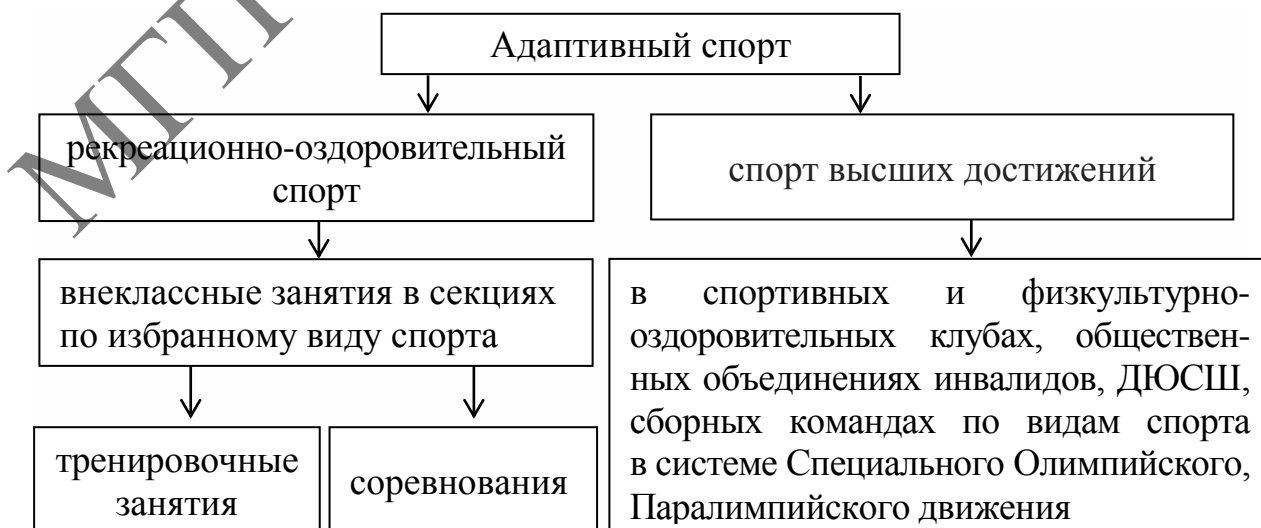 Адаптивный спорт
рекреационно-оздоровительный
спорт
спорт высших достижений
внеклассные занятия в секциях
по избранному виду спорта
в спортивных и физкультурно-
оздоровительных клубах, обществен-
ных объединениях инвалидов, ДЮСШ,
сборных командах по видам спорта
в системе Специального Олимпийского,
Паралимпийского движения
тренировочные
занятия
соревнования